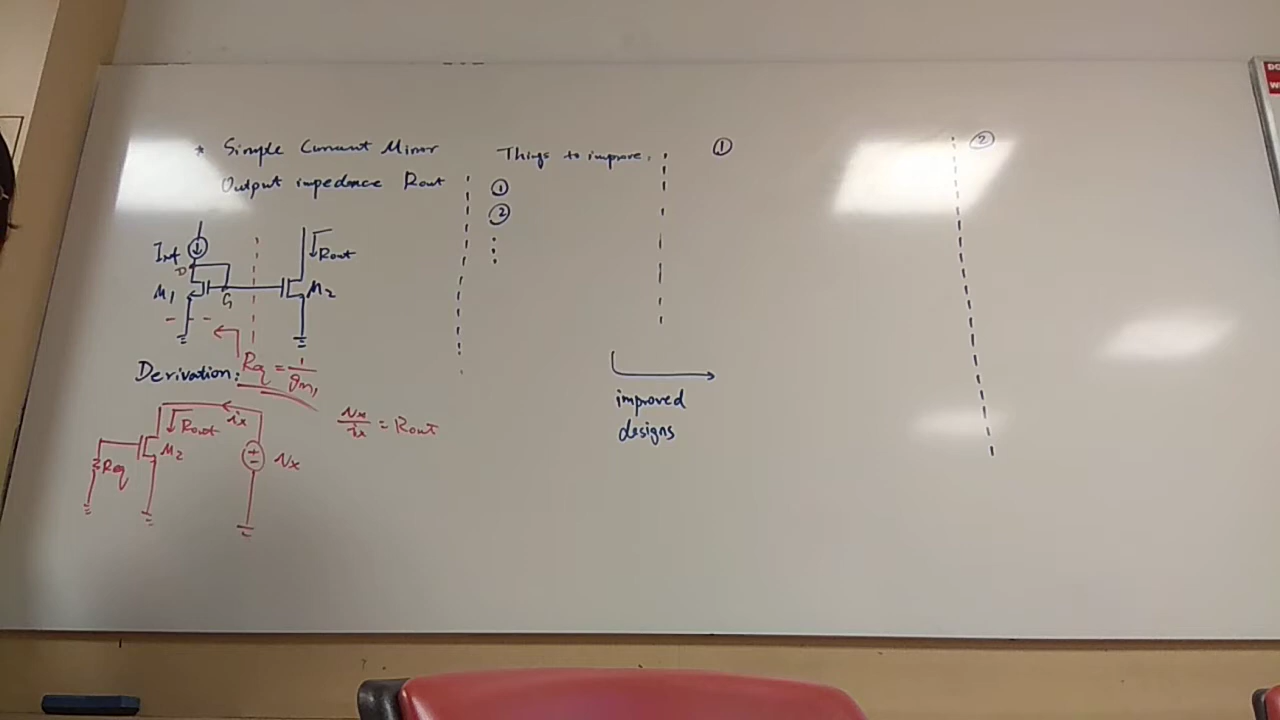 * Simple Current Mirror
Output impedance Rout
Iref
D
M1
G
M2
Rout
Req = 1/gm1
Derivation:
ix
Rout
M2
Req
+
-
Vx
Vx/ix = Rout
Things to improve.
①
②
improved
designs
①
②